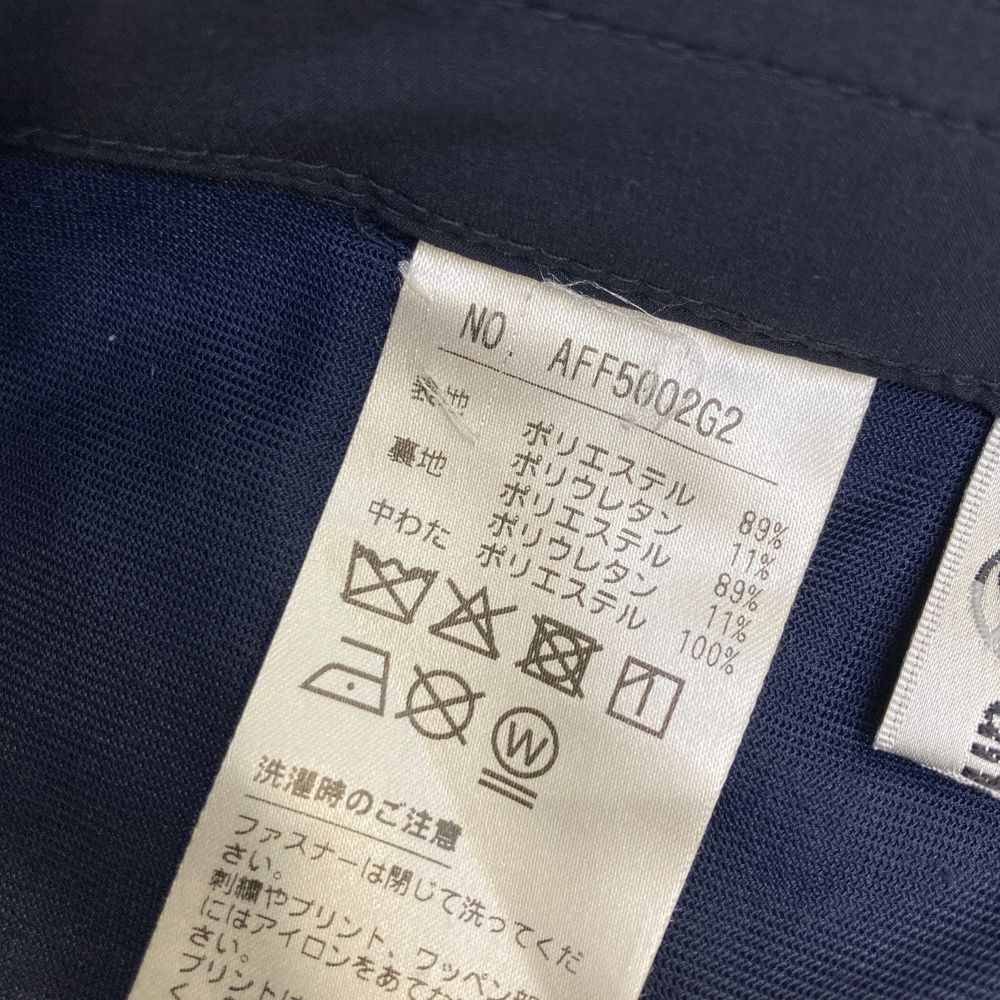 NO. AFF5002G2
表地 ポリエステル 89%
ポリウレタン 11%
裏地 ポリエステル 89%
ポリウレタン 11%
中わた ポリエステル 100%
W
洗濯時のご注意
ファスナーは閉じて洗ってくだ
さい。
刺繍やプリント、ワッペン部
にはアイロンをあてな
さい。
プリントは